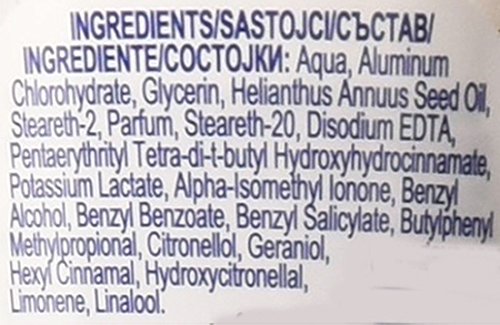 INGREDIENTS/SASTOJCI/СЪСТАВ/
INGREDIENTE/СОСТОЈКИ: Aqua, Aluminum
Chlorohydrate, Glycerin, Helianthus Annuus Seed Oil,
Steareth-2, Parfum, Steareth-20, Disodium EDTA,
Pentaerythrityl Tetra-di-t-butyl Hydroxyhydrocinnamate,
Potassium Lactate, Alpha-Isomethyl Ionone, Benzyl
Alcohol, Benzyl Benzoate, Benzyl Salicylate, Butylphenyl
Methylpropional, Citronellol, Geraniol,
Hexyl Cinnamal, Hydroxycitronellal,
Limonene, Linalool.